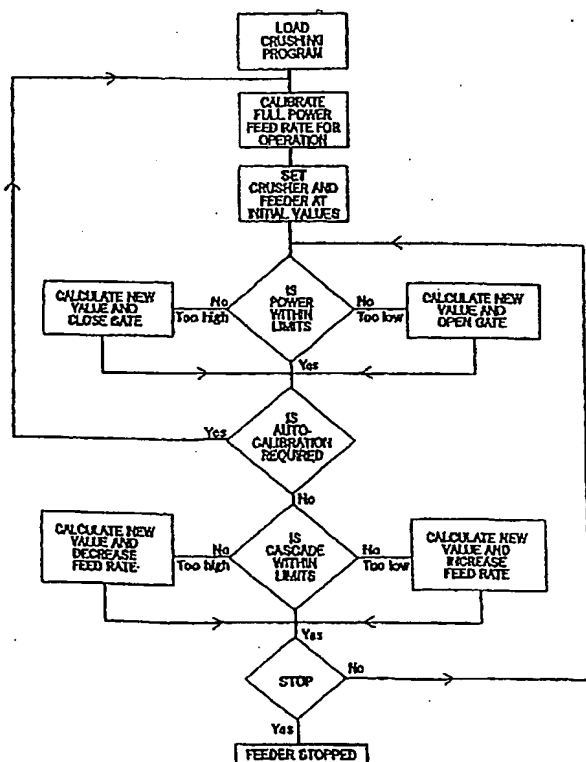 LOAD
CRUSHING
PROGRAM
CALIBRATE
FULL POWER
FEED RATE FOR
OPERATION
SET
CRUSHER AND
FEEDER AT
INITIAL VALUES
IS
POWER
WITHIN
LIMITS
No
Too high
No
Too low
CALCULATE NEW
VALUE AND
CLOSE GATE
CALCULATE NEW
VALUE AND
OPEN GATE
Yes
IS
AUTO-
CALIBRATION
REQUIRED
Yes
No
IS
CASCADE
WITHIN
LIMITS
No
Too high
No
Too low
CALCULATE NEW
VALUE AND
DECREASE
FEED RATE
CALCULATE NEW
VALUE AND
INCREASE
FEED RATE
Yes
STOP
No
Yes
FEEDER STOPPED